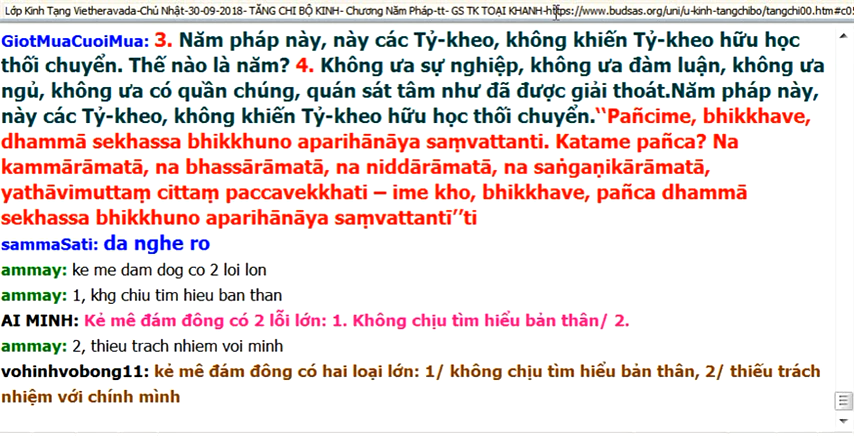 Lớp Kinh Tạng Vietheravada-Chủ Nhật-30-09-2018- TĂNG CHI BỘ KINH- Chương Năm Pháp-tt- GS TK TOẠI KHANH-https://www.budsas.org/uni/u-kinh-tangchibo/tangchi00.htm#c05
GiotMuaCuoiMua: 3. Năm pháp này, này các Tỷ-kheo, không khiến Tỷ-kheo hữu học
thối chuyển. Thế nào là năm? 4. Không ưa sự nghiệp, không ưa đàm luận, không ưa
ngủ, không ưa có quần chúng, quán sát tâm như đã được giải thoát.Năm pháp này,
này các Tỷ-kheo, không khiến Tỷ-kheo hữu học thối chuyển.‘‘Pañcime, bhikkhave,
dhammā sekhassa bhikkhuno aparihānāya saṃvattanti. Katame pañca? Na
kammārāmatā, na bhassārāmatā, na niddārāmatā, na saṅgaṇikārāmatā,
yathāvimuttaṃ cittaṃ paccavekkhati – ime kho, bhikkhave, pañca dhammā
sekhassa bhikkhuno aparihānāya saṃvattantī’’ti
sammaSati: da nghe ro
ammay: ke me dam dog co 2 loi lon
ammay: 1, khg chiu tim hieu ban than
AI MINH: Kẻ mê đám đông có 2 lỗi lớn: 1. Không chịu tìm hiểu bản thân/ 2.
ammay: 2, thieu trach nhiem voi minh
vohinhvobong11: kẻ mê đám đông có hai loại lớn: 1/ không chịu tìm hiểu bản thân, 2/ thiếu trách
nhiệm với chính mình